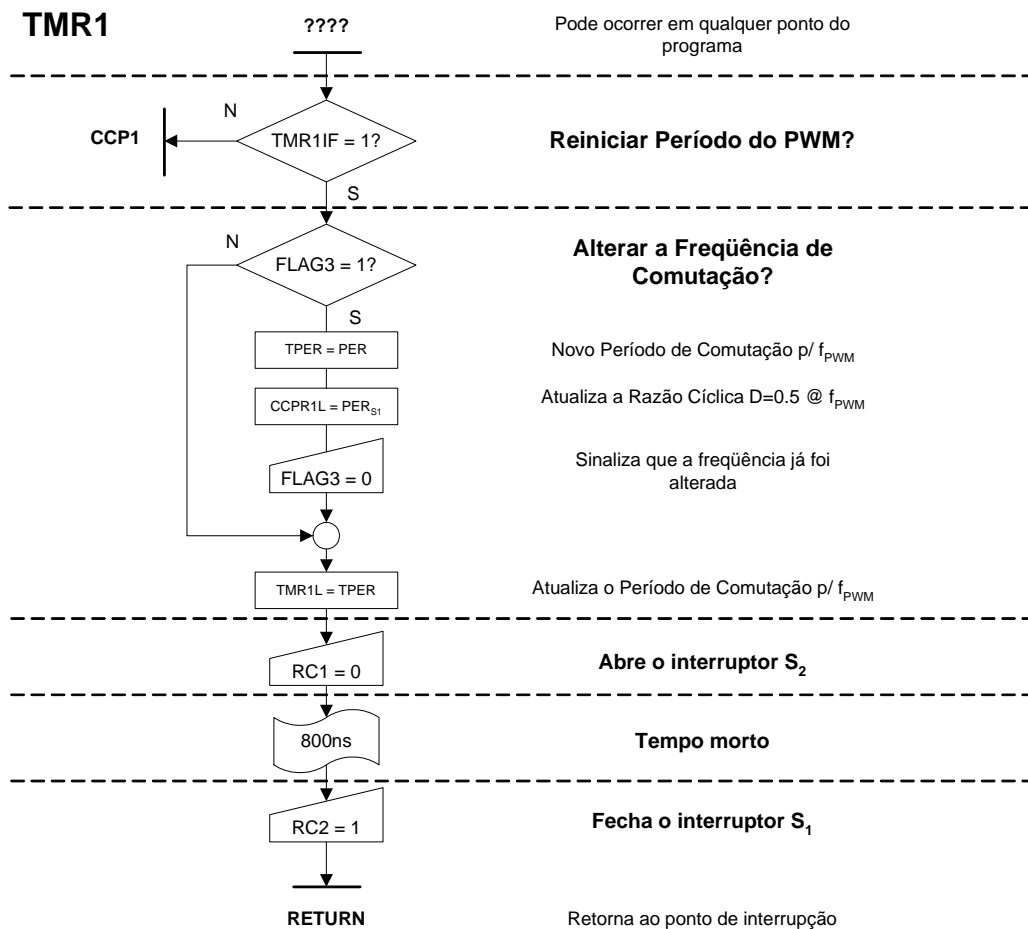 TMR1
????
Pode ocorrer em qualquer ponto do
programa
N
CCP1
TMR1IF = 1?
Reiniciar Período do PWM?
S
N
FLAG3 = 1?
Alterar a Freqüência de
Comutação?
S
TPER = PER
Novo Período de Comutação p/ fPWM
CCPR1L = PERS1
Atualiza a Razão Cíclica D=0.5 @ fPWM
FLAG3 = 0
Sinaliza que a freqüência já foi
alterada
TMR1L = TPER
Atualiza o Período de Comutação p/ fPWM
RC1 = 0
Abre o interruptor S2
800ns
Tempo morto
RC2 = 1
Fecha o interruptor S1
RETURN
Retorna ao ponto de interrupção